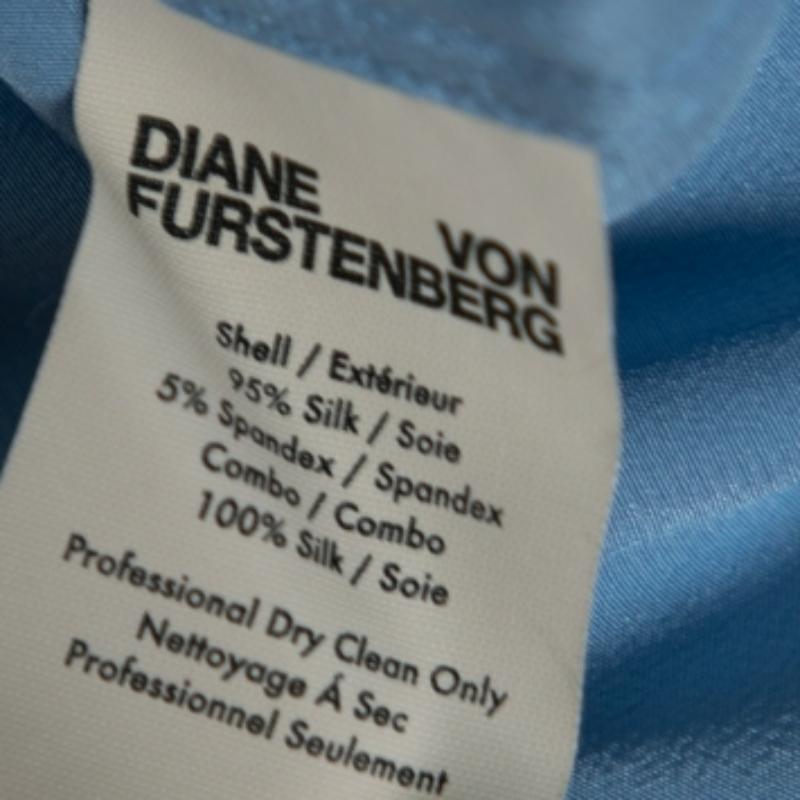 DIANE
VON
FURSTENBERG
Shell / Extérieur
95% Silk / Soie
5% Spandex / Spandex
Combo / Combo
100% Silk / Soie
Professional Dry Clean Only
Nettoyage Á Sec
Professionnel Seulement